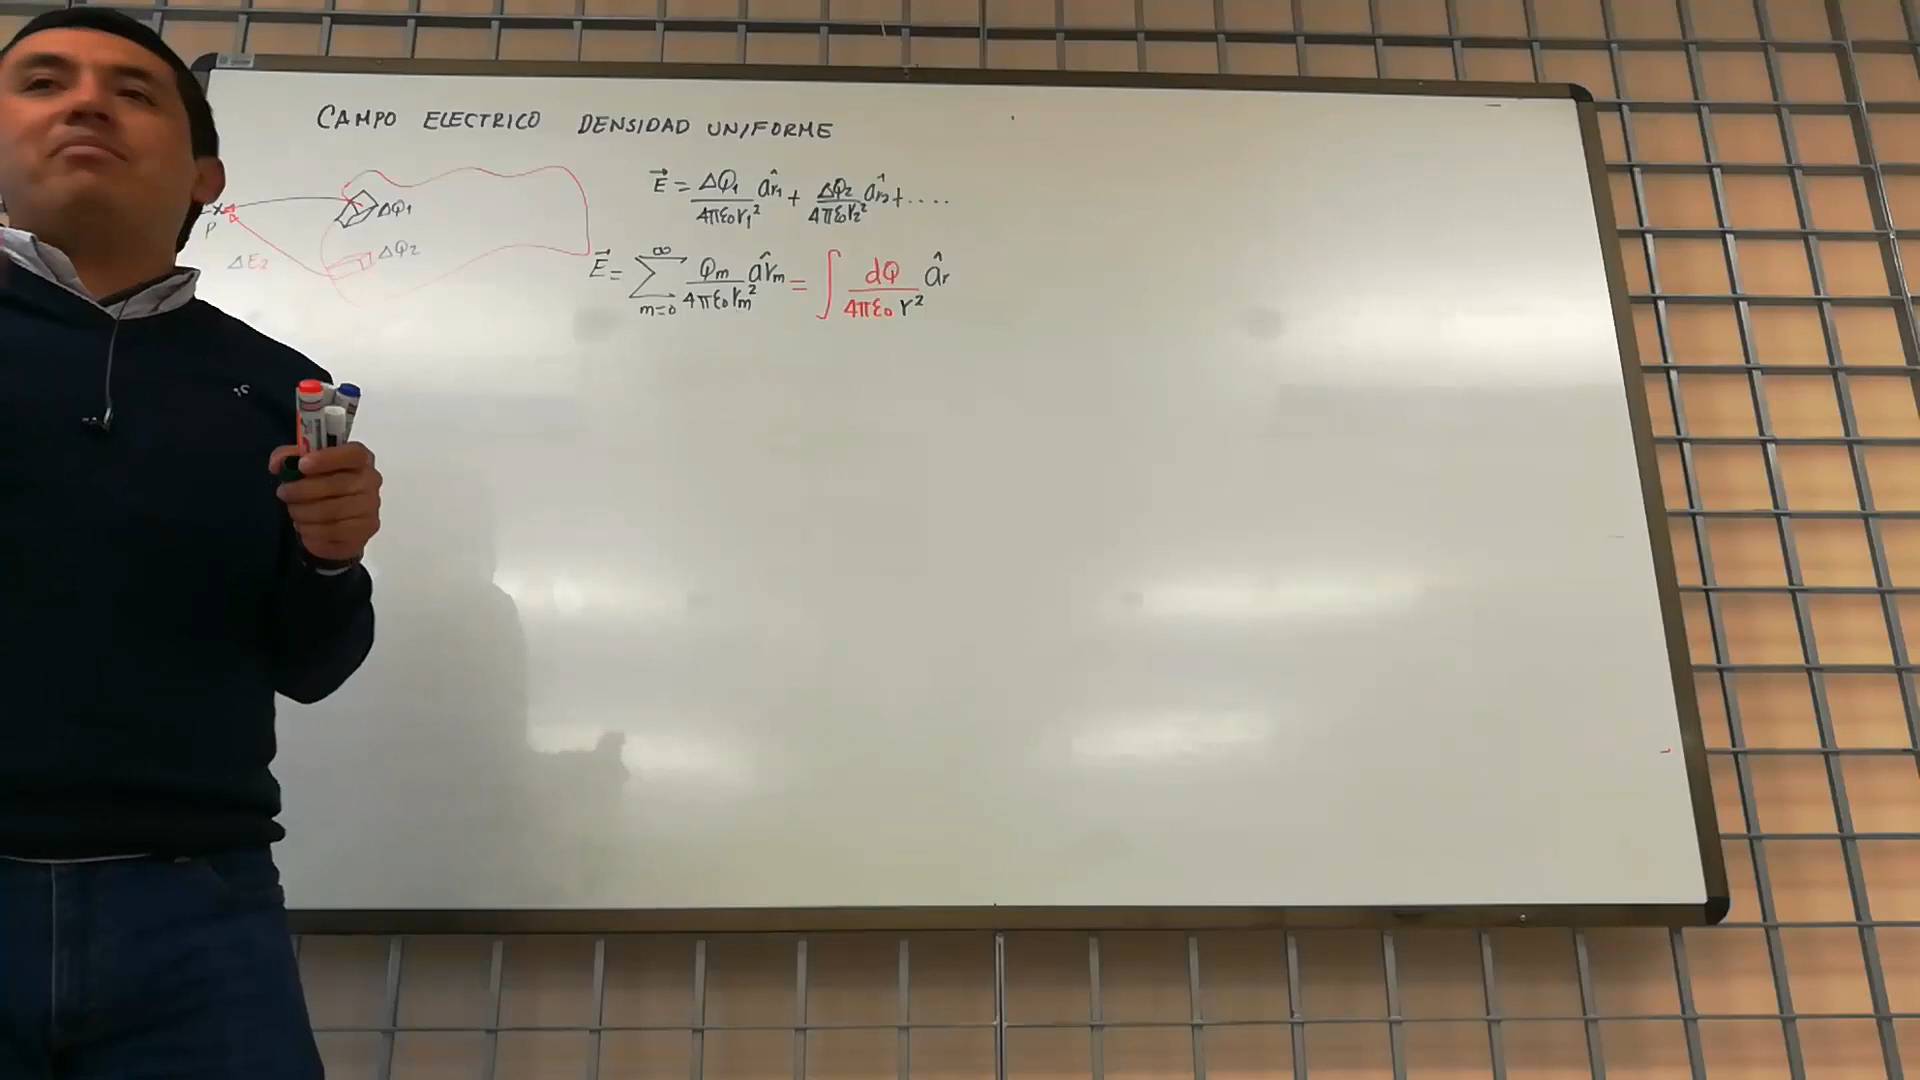 CAMPO ELECTRICO DENSIDAD UNIFORME
E⃗ = ΔQ₁/4πε₀r₁² âr₁ + ΔQ₂/4πε₀r₂² âr₂ + ....
ΔQ₁
P
ΔQ₂
ΔE₂
E⃗ = ∑_{m=0}^{∞} Qm/4πε₀rm² ârm = ∫ dQ/4πε₀r² âr